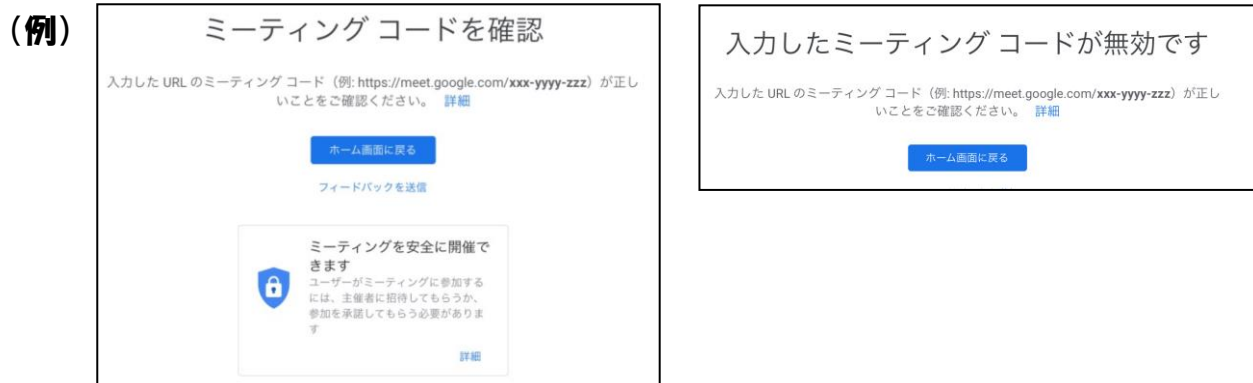 (例)
ミーティング コードを確認
入力した URL のミーティング コード（例: https://meet.google.com/xxx-yyyy-zzz）が正し
いことをご確認ください。 詳細
ホーム画面に戻る
フィードバックを送信
ミーティングを安全に開催で
きます
ユーザーがミーティングに参加する
には、主催者に招待してもらうか、
参加を承認してもらう必要がありま
す
詳細
入力したミーティング コードが無効です
入力した URL のミーティング コード（例: https://meet.google.com/xxx-yyyy-zzz）が正し
いことをご確認ください。 詳細
ホーム画面に戻る